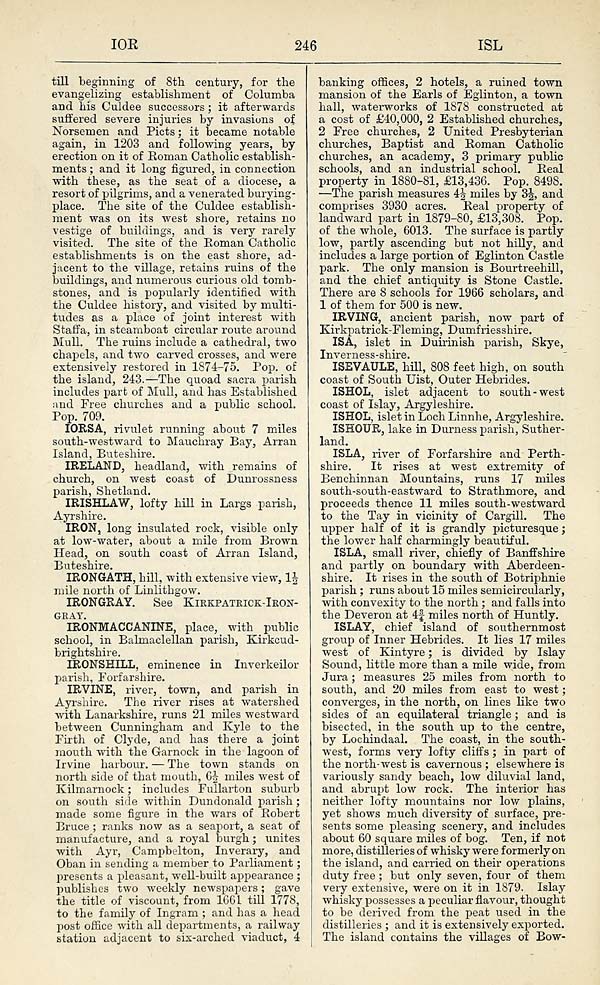 IOR 246 ISL
till beginning of 8th century, for the
evangelizing establishment of Columba
and his Culdee successors; it afterwards
suffered severe injuries by invasions of
Norsemen and Picts; it became notable
again, in 1203 and following years, by
erection on it of Roman Catholic establish-
ments; and it long figured, in connection
with these, as the seat of a diocese, a
resort of pilgrims, and a venerated burying-
place. The site of the Culdee establish-
ment was on its west shore, retains no
vestige of buildings, and is very rarely
visited. The site of the Roman Catholic
establishments is on the east shore, ad-
jacent to the village, retains ruins of the
buildings, and numerous curious old tomb-
stones, and is popularly identified with
the Culdee history, and visited by multi-
tudes as a place of joint interest with
Staffa, in steamboat circular route around
Mull. The ruins include a cathedral, two
chapels, and two carved crosses, and were
extensively restored in 1874-75. Pop. of
the island, 243.—The quoad sacra parish
includes part of Mull, and has Established
and Free churches and a public school.
Pop. 709.
IORSA, rivulet running about 7 miles
south-westward to Mauchray Bay, Arran
Island, Buteshire.
IRELAND, headland, with remains of
church, on west coast of Dunrossness
parish, Shetland.
IRISHLAW, lofty hill in Largs parish,
Ayrshire.
IRON, long insulated rock, visible only
at low-water, about a mile from Brown
Head, on south coast of Arran Island,
Buteshire.
IRONGATH, hill, with extensive view, 1½
mile north of Linlithgow.
IRONGRAY. See KIRKPATRICK-IRON-
GRAY.
IRONMACCANINE, place, with public
school, in Balmaclellan parish, Kirkcud-
brightshire.
IRONSHILL, eminence in Inverkeilor
parish, Forfarshire.
IRVINE, river, town, and parish in
Ayrshire. The river rises at watershed
with Lanarkshire, runs 21 miles westward
between Cunningham and Kyle to the
Firth of Clyde, and has there a joint
mouth with the Garnock in the lagoon of
Irvine harbour.—The town stands on
north side of that mouth, 6½ miles west of
Kilmarnock; includes Fullarton suburb
on south side within Dundonald parish;
made some figure in the wars of Robert
Bruce; ranks now as a seaport, a seat of
manufacture, and a royal burgh; unites
with Ayr, Campbelton, Inverary, and
Oban in sending a member to Parliament;
presents a pleasant, well-built appearance;
publishes two weekly newspapers; gave
the title of viscount, from 1661 till 1778,
to the family of Ingram; and has a head
post office with all departments, a railway
station adjacent to six-arched viaduct, 4
banking offices, 2 hotels, a ruined town
mansion of the Earls of Eglinton, a town
hall, waterworks of 1878 constructed at
a cost of £40,000, 2 Established churches,
2 Free churches, 2 United Presbyterian
churches, Baptist and Roman Catholic
churches, an academy, 3 primary public
schools, and an industrial school. Real
property in 1880-81, £13,436. Pop. 8498.
—The parish measures 4½ miles by 3½, and
comprises 3930 acres. Real property of
landward part in 1879-80, £13,308. Pop.
of the whole, 6013. The surface is partly
low, partly ascending but not hilly, and
includes a large portion of Eglinton Castle
park. The only mansion is Bourtreehill,
and the chief antiquity is Stone Castle.
There are 8 schools for 1966 scholars, and
1 of them for 500 is new.
IRVING, ancient parish, now part of
Kirkpatrick-Fleming, Dumfriesshire.
ISA, islet in Duirinish parish, Skye,
Inverness-shire.
ISEVAULE, hill, 808 feet high, on south
coast of South Uist, Outer Hebrides.
ISHOL, islet adjacent to south-west
coast of Islay, Argyleshire.
ISHOL, islet in Loch Linnhe, Argyleshire.
ISHOUR, lake in Durness parish, Suther-
land.
ISLA, river of Forfarshire and Perth-
shire. It rises at west extremity of
Benchinnan Mountains, runs 17 miles
south-south-eastward to Strathmore, and
proceeds thence 11 miles south-westward
to the Tay in vicinity of Cargill. The
upper half of it is grandly picturesque;
the lower half charmingly beautiful.
ISLA, small river, chiefly of Banffshire
and partly on boundary with Aberdeen-
shire. It rises in the south of Botriphnie
parish; runs about 15 miles semicircularly,
with convexity to the north; and falls into
the Deveron at 4¾ miles north of Huntly.
ISLAY, chief island of southernmost
group of Inner Hebrides. It lies 17 miles
west of Kintyre; is divided by Islay
Sound, little more than a mile wide, from
Jura; measures 25 miles from north to
south, and 20 miles from east to west;
converges, in the north, on lines like two
sides of an equilateral triangle; and is
bisected, in the south up to the centre,
by Lochindaal. The coast, in the south-
west, forms very lofty cliffs; in part of
the north-west is cavernous; elsewhere is
variously sandy beach, low diluvial land,
and abrupt low rock. The interior has
neither lofty mountains nor low plains,
yet shows much diversity of surface, pre-
sents some pleasing scenery, and includes
about 60 square miles of bog. Ten, if not
more, distilleries of whisky were formerly on
the island, and carried on their operations
duty free; but only seven, four of them
very extensive, were on it in 1879. Islay
whisky possesses a peculiar flavour, thought
to be derived from the peat used in the
distilleries; and it is extensively exported.
The island contains the villages of Bow-